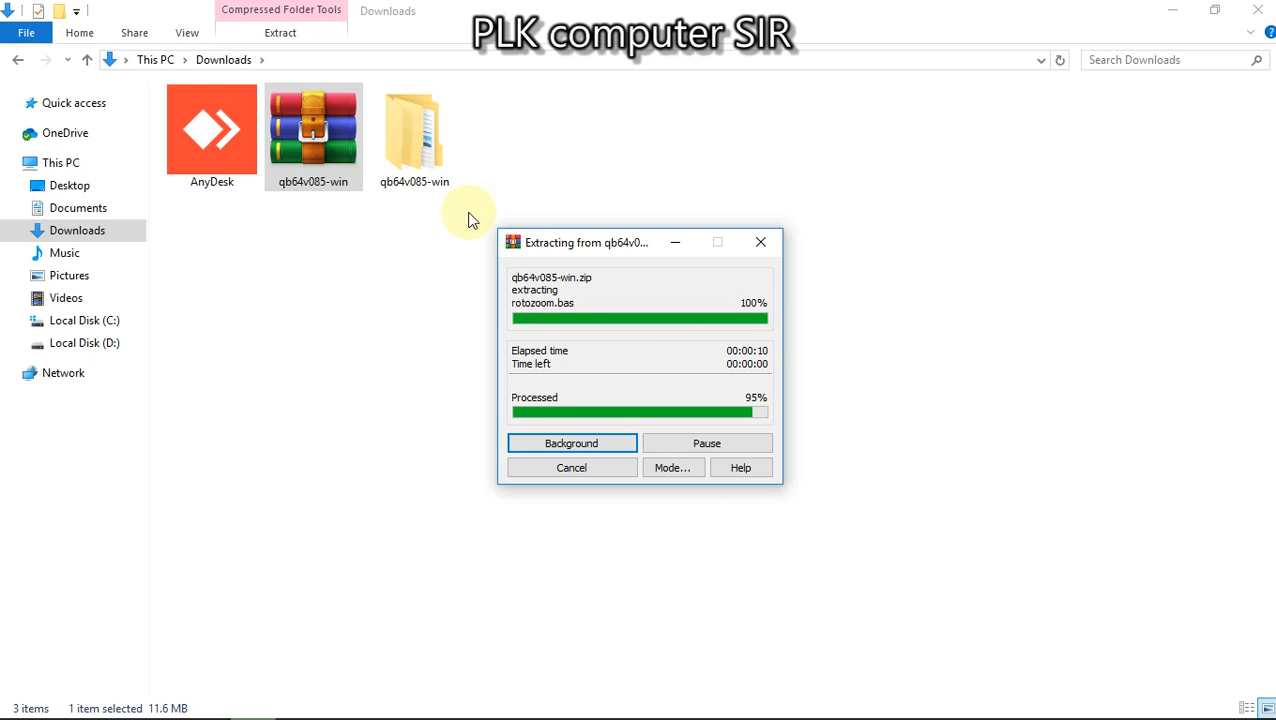 Compressed Folder Tools
Downloads
PLK computer SIR
File
Home
Share
View
Extract
This PC
Downloads
Search Downloads
Quick access
OneDrive
This PC
Desktop
Documents
Downloads
Music
Pictures
Videos
Local Disk (C:)
Local Disk (D:)
Network
AnyDesk
qb64v085-win
qb64v085-win
Extracting from qb64v0...
qb64v085-win.zip
extracting
rotozoom.bas 100%
Elapsed time 00:00:10
Time left 00:00:00
Processed 95%
Background Pause
Cancel Mode... Help
3 items 1 item selected 11.6 MB